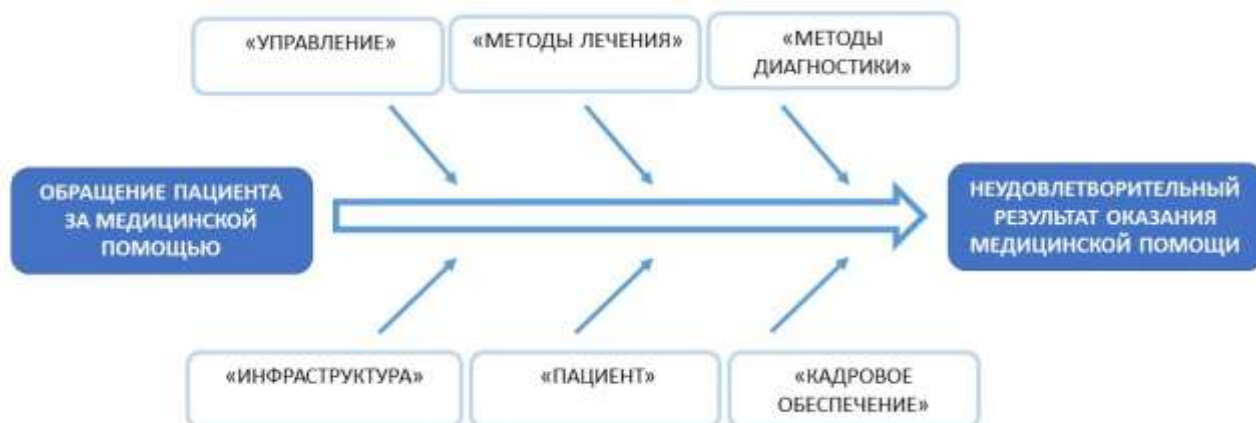 «УПРАВЛЕНИЕ»
«МЕТОДЫ ЛЕЧЕНИЯ»
«МЕТОДЫ
ДИАГНОСТИКИ»
ОБРАЩЕНИЕ ПАЦИЕНТА
ЗА МЕДИЦИНСКОЙ
ПОМОЩЬЮ
НЕУДОВЛЕТВОРИТЕЛЬНЫЙ
РЕЗУЛЬТАТ ОКАЗАНИЯ
МЕДИЦИНСКОЙ ПОМОЩИ
«ИНФРАСТРУКТУРА»
«ПАЦИЕНТ»
«КАДРОВОЕ
ОБЕСПЕЧЕНИЕ»